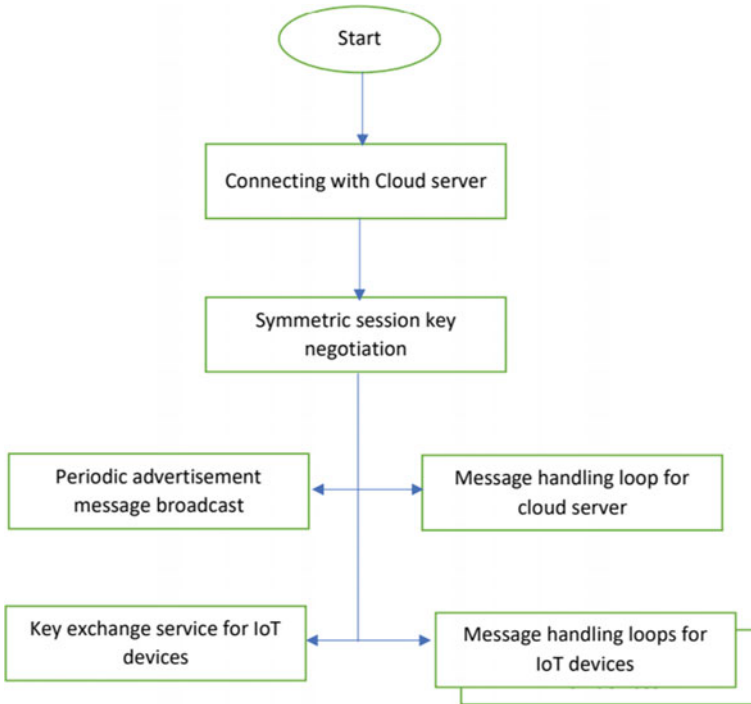 Start
Connecting with Cloud server
Symmetric session key
negotiation
Periodic advertisement
message broadcast
Message handling loop for
cloud server
Key exchange service for IoT
devices
Message handling loops for
IoT devices